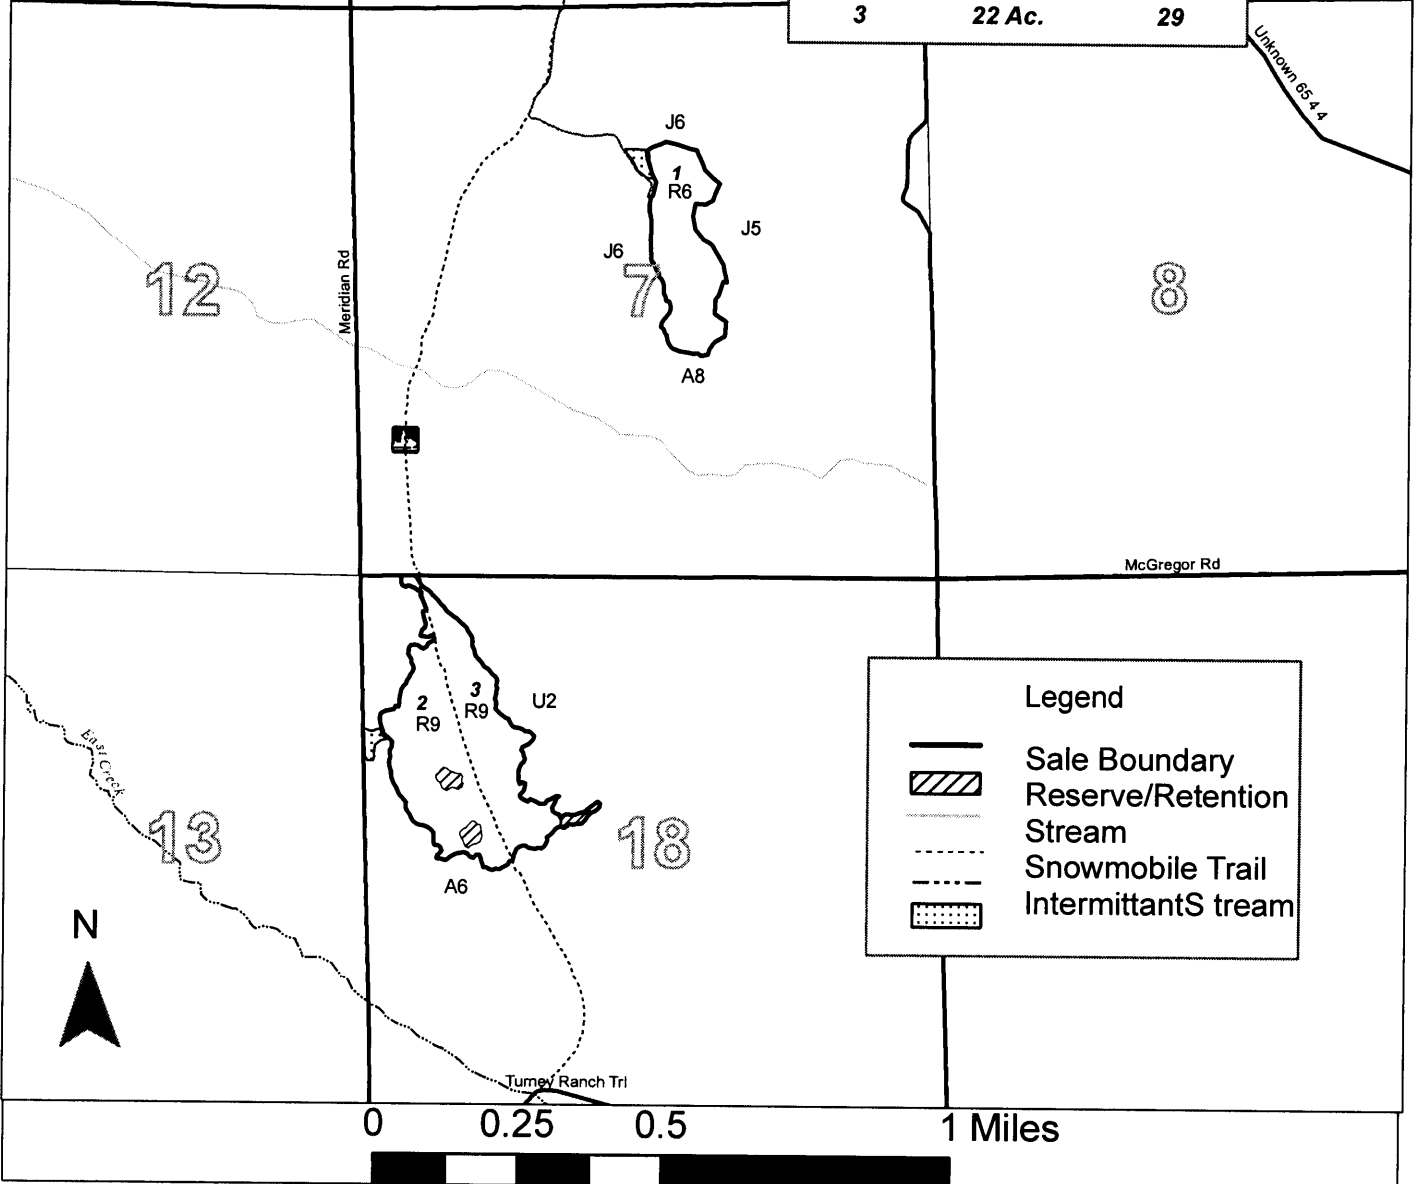 3 22 Ac. 29
Unknown 65 4 4
J6
1
R6
J5
J6
Meridian Rd
12
7
8
A8
McGregor Rd
2
R9
3
R9
U2
East Creek
13
18
A6
Legend
Sale Boundary
Reserve/Retention
Stream
Snowmobile Trail
IntermittantS tream
N
Turney Ranch Trl
0 0.25 0.5 1 Miles